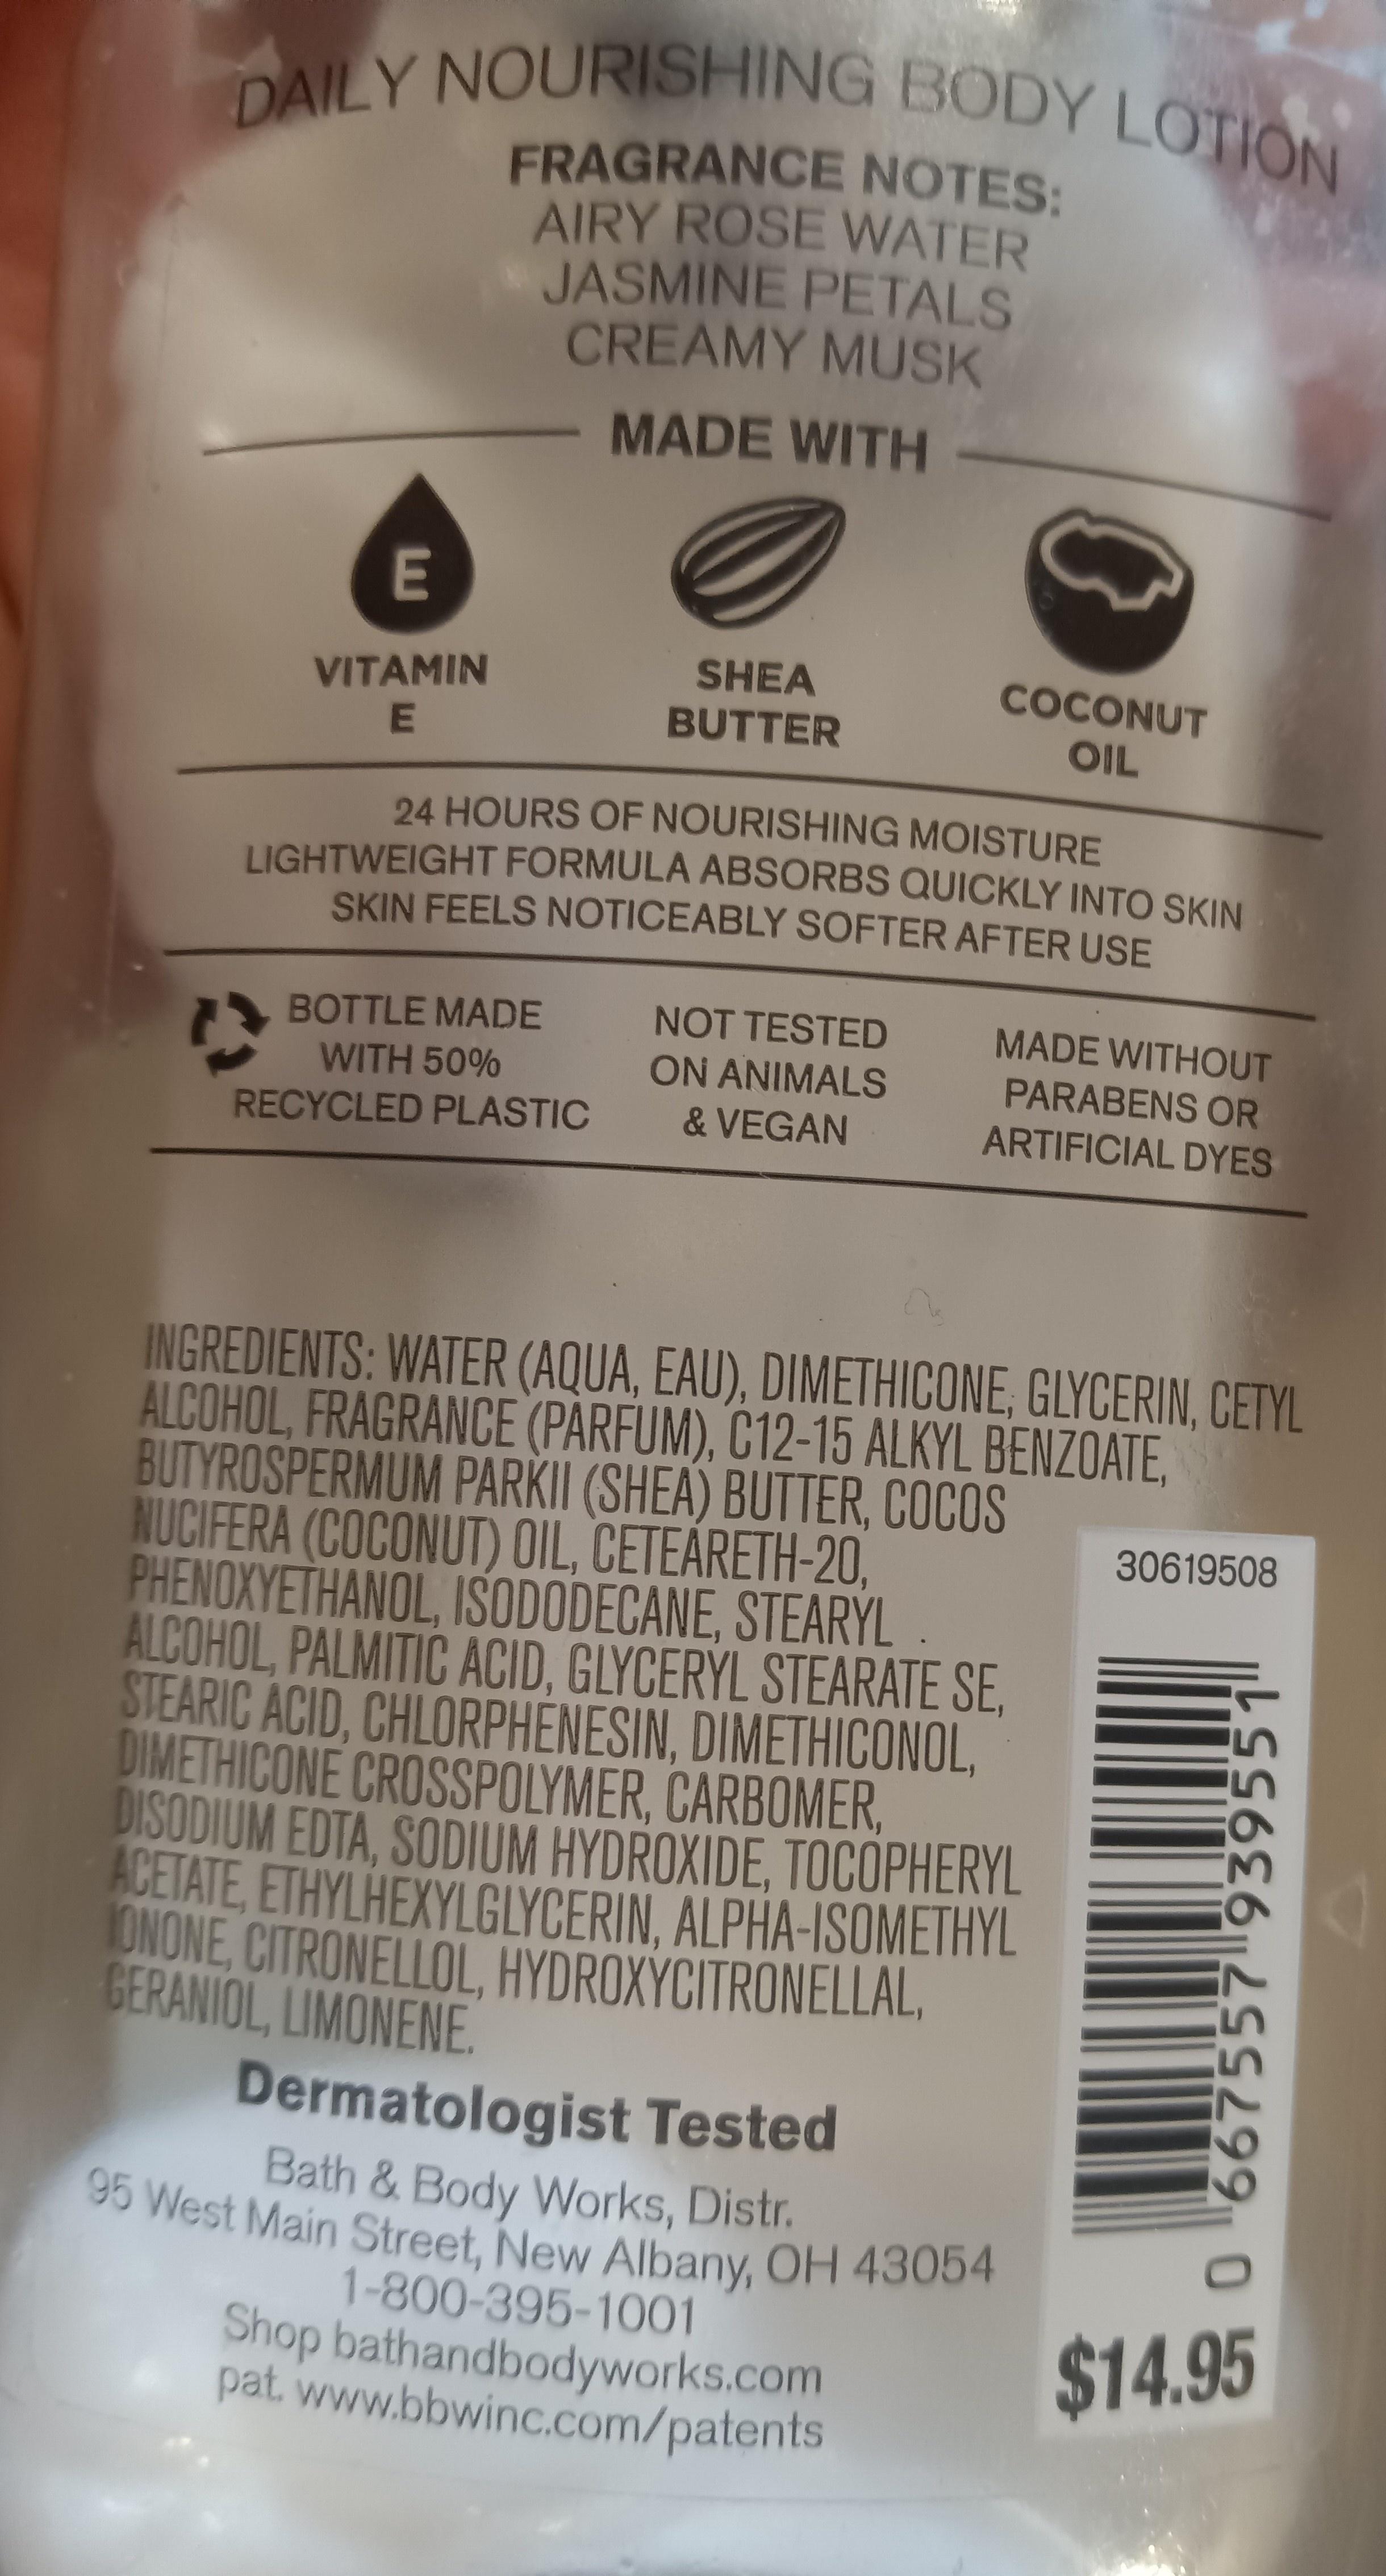 DAILY NOURISHING BODY LOTION
FRAGRANCE NOTES:
AIRY ROSE WATER
JASMINE PETALS
CREAMY MUSK
MADE WITH
E
VITAMIN
E
SHEA
BUTTER
COCONUT
OIL
24 HOURS OF NOURISHING MOISTURE
LIGHTWEIGHT FORMULA ABSORBS QUICKLY INTO SKIN
SKIN FEELS NOTICEABLY SOFTER AFTER USE
BOTTLE MADE
WITH 50%
RECYCLED PLASTIC
NOT TESTED
ON ANIMALS
& VEGAN
MADE WITHOUT
PARABENS OR
ARTIFICIAL DYES
INGREDIENTS: WATER (AQUA, EAU), DIMETHICONE, GLYCERIN, CETYL
ALCOHOL, FRAGRANCE (PARFUM), C12-15 ALKYL BENZOATE,
BUTYROSPERMUM PARKII (SHEA) BUTTER, COCOS
NUCIFERA (COCONUT) OIL, CETEARETH-20,
PHENOXYETHANOL, ISODODECANE, STEARYL
ALCOHOL, PALMITIC ACID, GLYCERYL STEARATE SE,
STEARIC ACID, CHLORPHENESIN, DIMETHICONOL,
DIMETHICONE CROSSPOLYMER, CARBOMER,
DISODIUM EDTA, SODIUM HYDROXIDE, TOCOPHERYL
ACETATE, ETHYLHEXYLGLYCERIN, ALPHA-ISOMETHYL
IONONE, CITRONELLOL, HYDROXYCITRONELLAL,
GERANIOL, LIMONENE.
Dermatologist Tested
Bath & Body Works, Distr.
95 West Main Street, New Albany, OH 43054
1-800-395-1001
Shop bathandbodyworks.com
pat. www.bbwinc.com/patents
30619508
0 667557 939551
$14.95